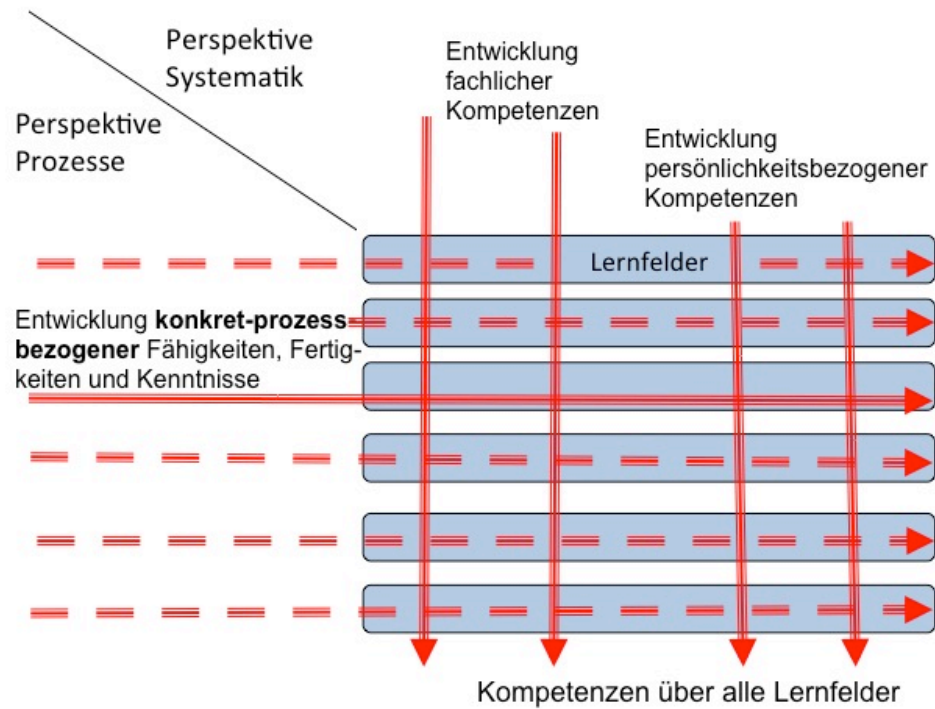 Perspektive
Systematik
Perspektive
Prozesse
Entwicklung
fachlicher
Kompetenzen
Entwicklung
persönlichkeitsbezogener
Kompetenzen
Lernfelder
Entwicklung konkret-prozess-
bezogener Fähigkeiten, Fertig-
keiten und Kenntnisse
Kompetenzen über alle Lernfelder